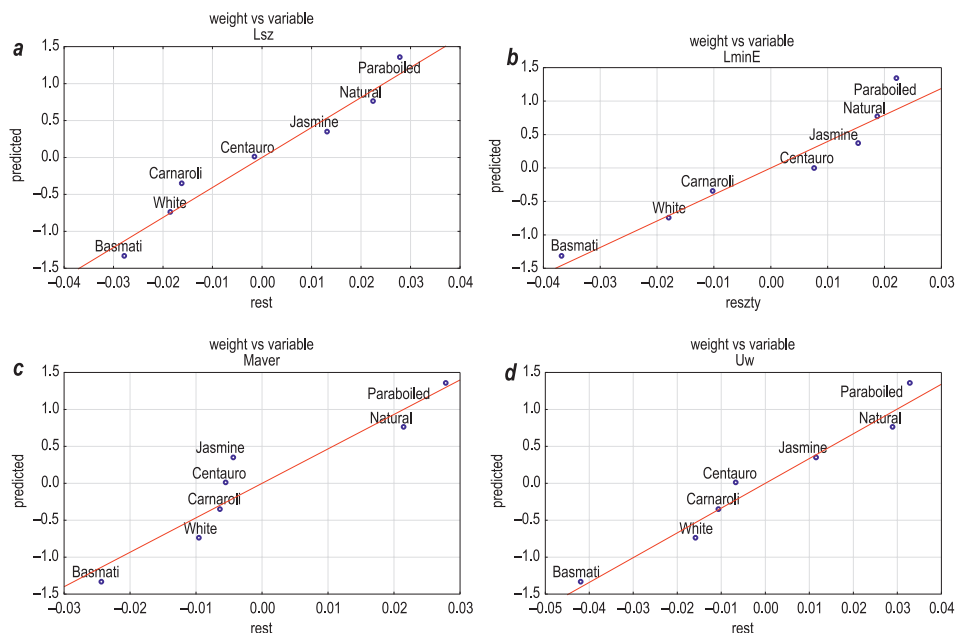 weight vs variable
Lsz
a
1.5
1.0
0.5
0.0
–0.5
–1.0
–1.5
predicted
Paraboiled
Natural
Jasmine
Centauro
Carnaroli
White
Basmati
–0.04 –0.03 –0.02 –0.01 0.00 0.01 0.02 0.03 0.04
rest
weight vs variable
LminE
b
1.5
1.0
0.5
0.0
–0.5
–1.0
–1.5
predicted
Paraboiled
Natural
Jasmine
Centauro
Carnaroli
White
Basmati
–0.04 –0.03 –0.02 –0.01 0.00 0.01 0.02 0.03
reszty
weight vs variable
Maver
c
1.5
1.0
0.5
0.0
–0.5
–1.0
–1.5
predicted
Paraboiled
Natural
Jasmine
Centauro
Carnaroli
White
Basmati
–0.03 –0.02 –0.01 0.00 0.01 0.02 0.03
rest
weight vs variable
Uw
d
1.5
1.0
0.5
0.0
–0.5
–1.0
–1.5
predicted
Paraboiled
Natural
Jasmine
Centauro
Carnaroli
White
Basmati
–0.05 –0.04 –0.03 –0.02 –0.01 0.00 0.01 0.02 0.03 0.04
rest